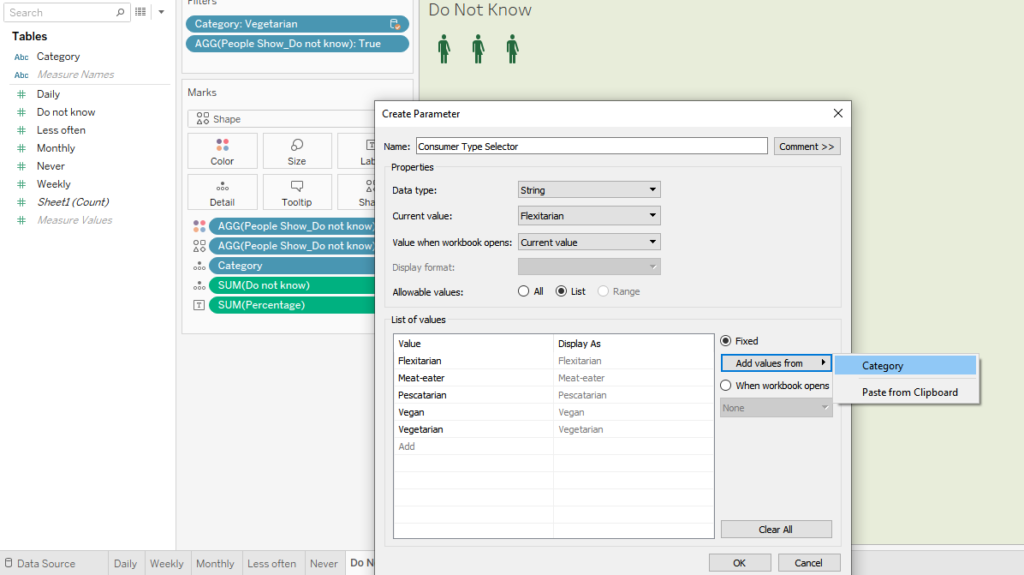 Search
Tables
Abc Category
Abc Measure Names
Daily
Do not know
Less often
Monthly
Never
Weekly
Sheet1 (Count)
Measure Values
Filters
Category: Vegetarian
AGG(People Show_Do not know): True
Marks
Shape
Color
Size
Lab
Detail
Tooltip
Sha
AGG(People Show_Do not know)
AGG(People Show_Do not know)
Category
SUM(Do not know)
SUM(Percentage)
Do Not Know
Create Parameter
Name: Consumer Type Selector
Comment >>
Properties
Data type: String
Current value: Flexitarian
Value when workbook opens: Current value
Display format:
Allowable values: All List Range
List of values
Value Display As
Flexitarian Flexitarian
Meat-eater Meat-eater
Pescatarian Pescatarian
Vegan Vegan
Vegetarian Vegetarian
Add
Fixed
Add values from
When workbook opens
None
Clear All
Category
Paste from Clipboard
OK Cancel
Data Source Daily Weekly Monthly Less often Never Do N